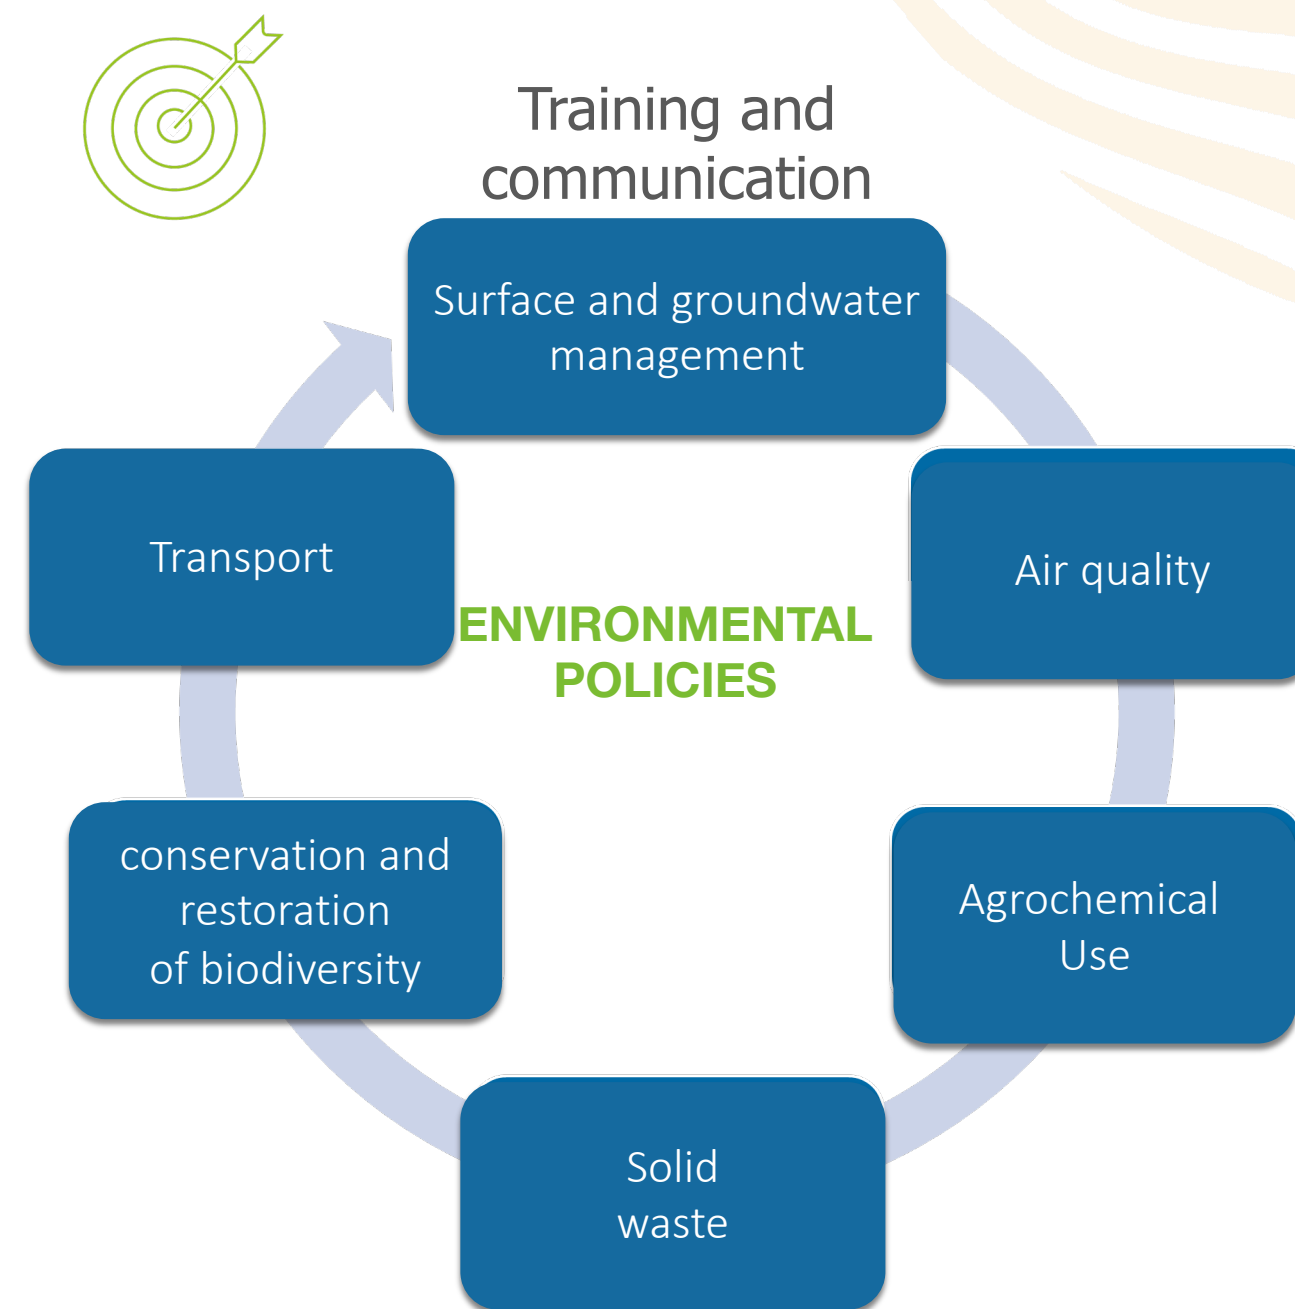 Training and
communication
Surface and groundwater
management
Transport
Air quality
ENVIRONMENTAL
POLICIES
conservation and
restoration
of biodiversity
Agrochemical
Use
Solid
waste